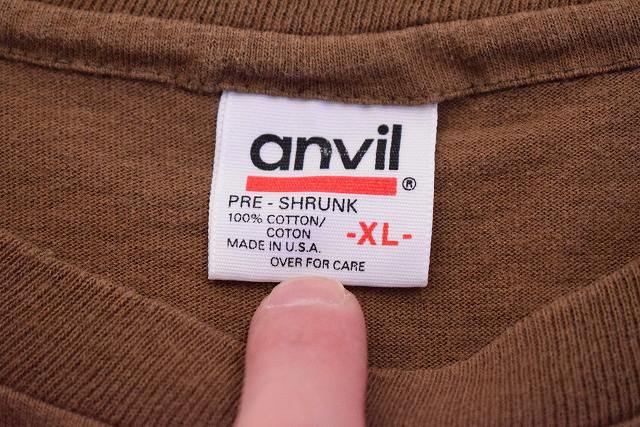 anvil
®
PRE - SHRUNK
100% COTTON/
COTON
-XL-
MADE IN U.S.A.
OVER FOR CARE